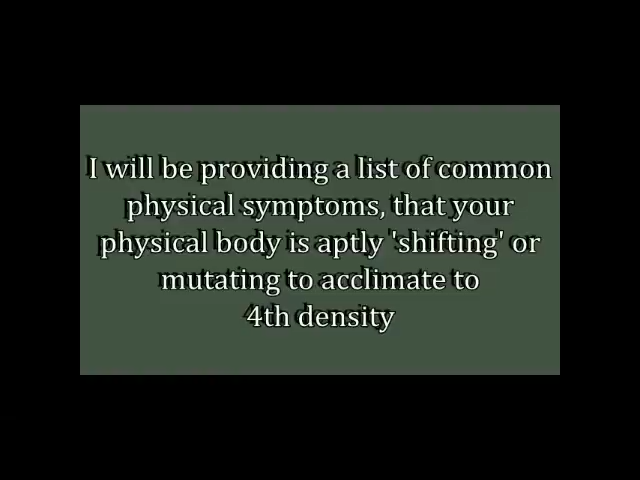 I will be providing a list of common
physical symptoms, that your
physical body is aptly 'shifting' or
mutating to acclimate to
4th density